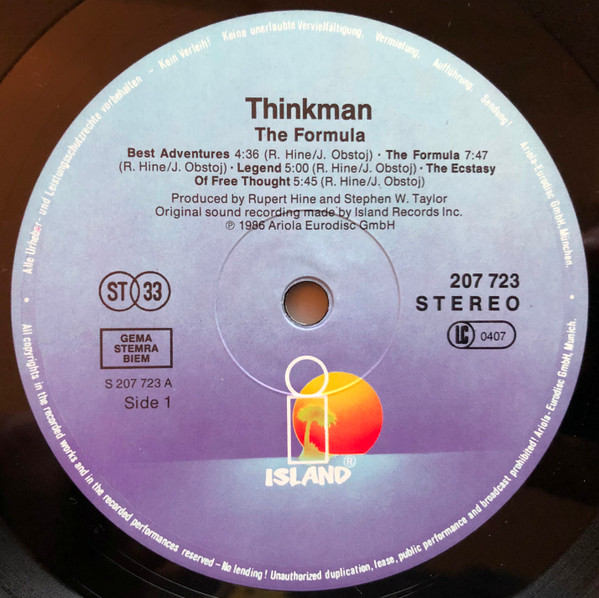 Thinkman
The Formula
Best Adventures 4:36 (R. Hine/J. Obstoj) · The Formula 7:47
(R. Hine/J. Obstoj) · Legend 5:00 (R. Hine/J. Obstoj) · The Ecstasy
Of Free Thought 5:45 (R. Hine/J. Obstoj)
Produced by Rupert Hine and Stephen W. Taylor
Original sound recording made by Island Records Inc.
℗ 1986 Ariola Eurodisc GmbH
ST 33
GEMA
STEMRA
BIEM
S 207 723 A
Side 1
207 723
STEREO
LC 0407
ISLAND ®
Alle Urheber- und Leistungsschutzrechte vorbehalten – Kein Verleih! Keine unerlaubte Vervielfältigung, Vermietung, Aufführung, Sendung! Ariola-Eurodisc GmbH, München.
All copyrights in the recorded works and in the recorded performances reserved – No lending! Unauthorized duplication, lease, public performance and broadcast prohibited! Ariola-Eurodisc GmbH, Munich.